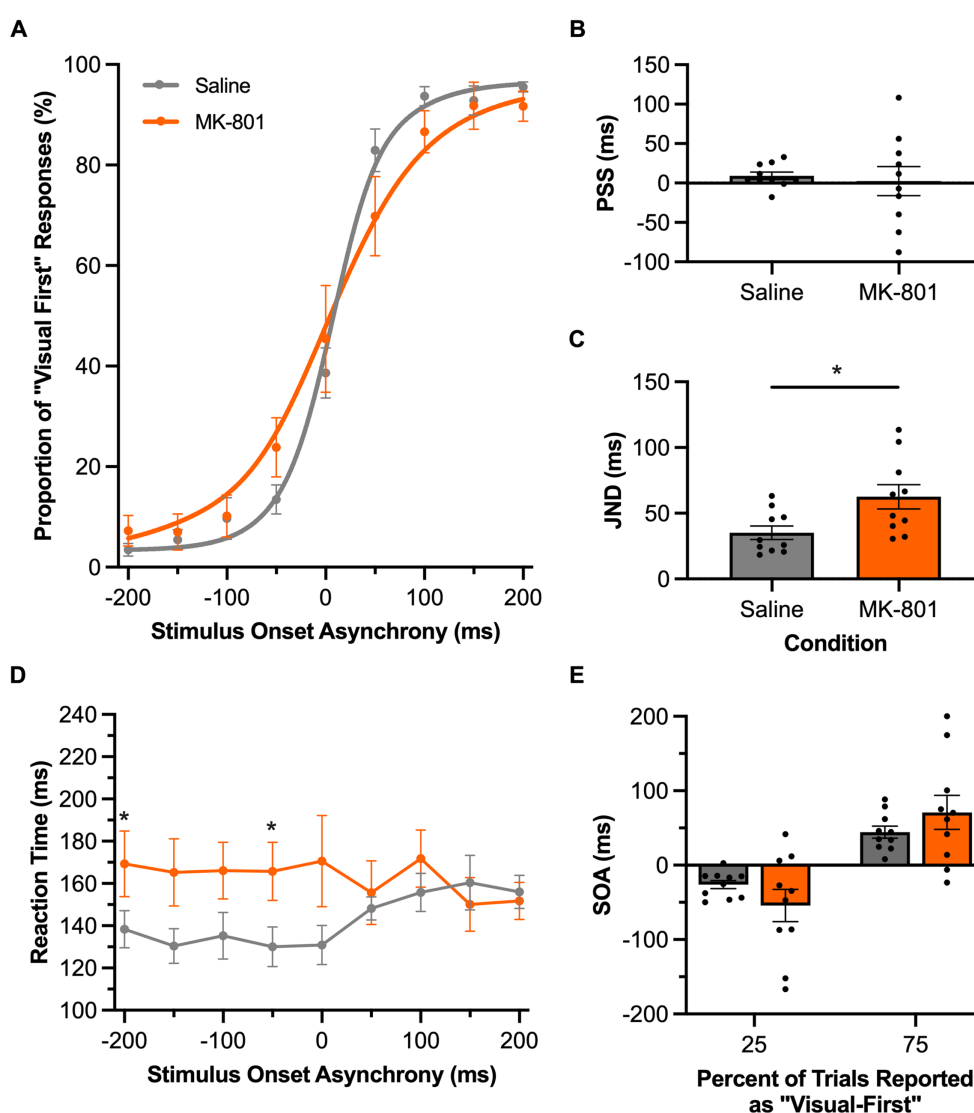 A
Proportion of "Visual First" Responses (%)
100
80
60
40
20
0
Saline
MK-801
-200
-100
0
100
200
Stimulus Onset Asynchrony (ms)
B
PSS (ms)
150
100
50
0
-50
-100
Saline
MK-801
C
JND (ms)
150
100
50
0
*
Saline
MK-801
Condition
D
Reaction Time (ms)
240
220
200
180
160
140
120
100
*
*
-200
-100
0
100
200
Stimulus Onset Asynchrony (ms)
E
SOA (ms)
200
100
0
-100
-200
25
75
Percent of Trials Reported
as "Visual-First"